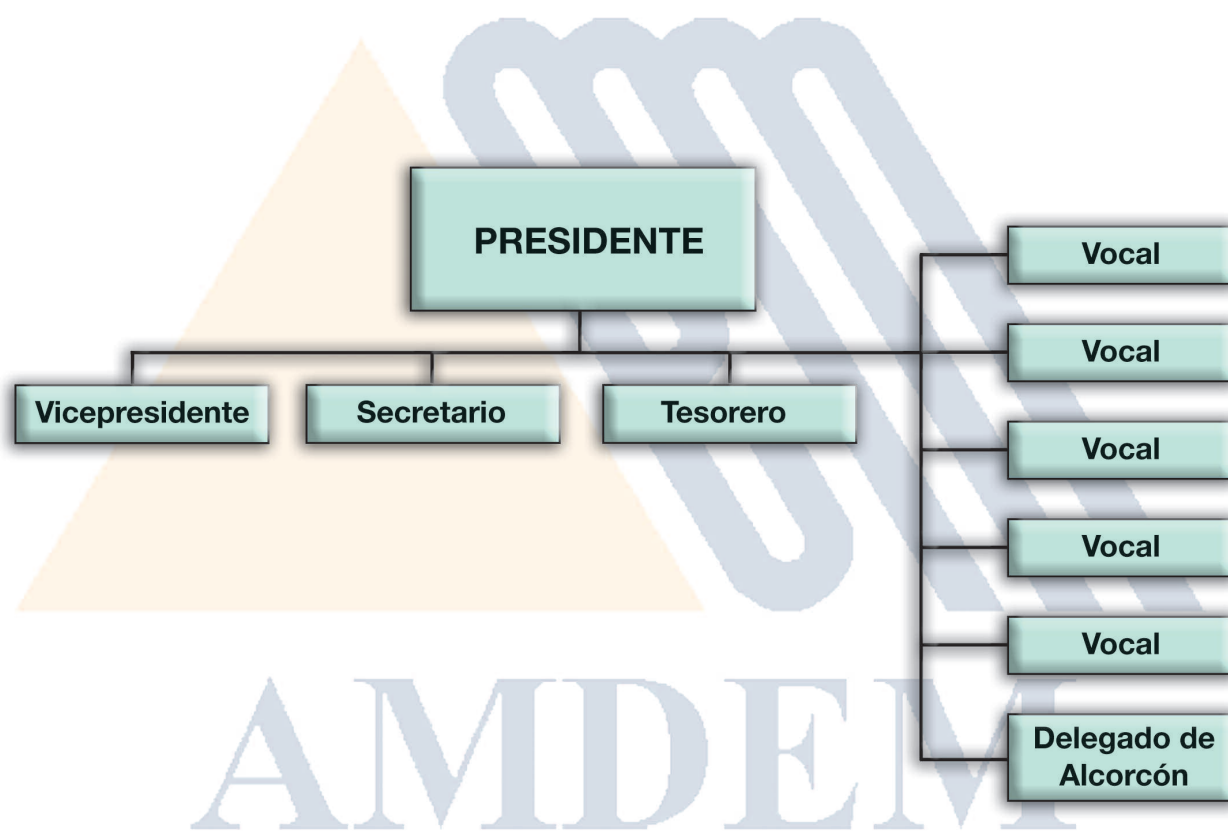 PRESIDENTE
Vicepresidente
Secretario
Tesorero
Vocal
Vocal
Vocal
Vocal
Vocal
Delegado de
Alcorcón
AMDEM